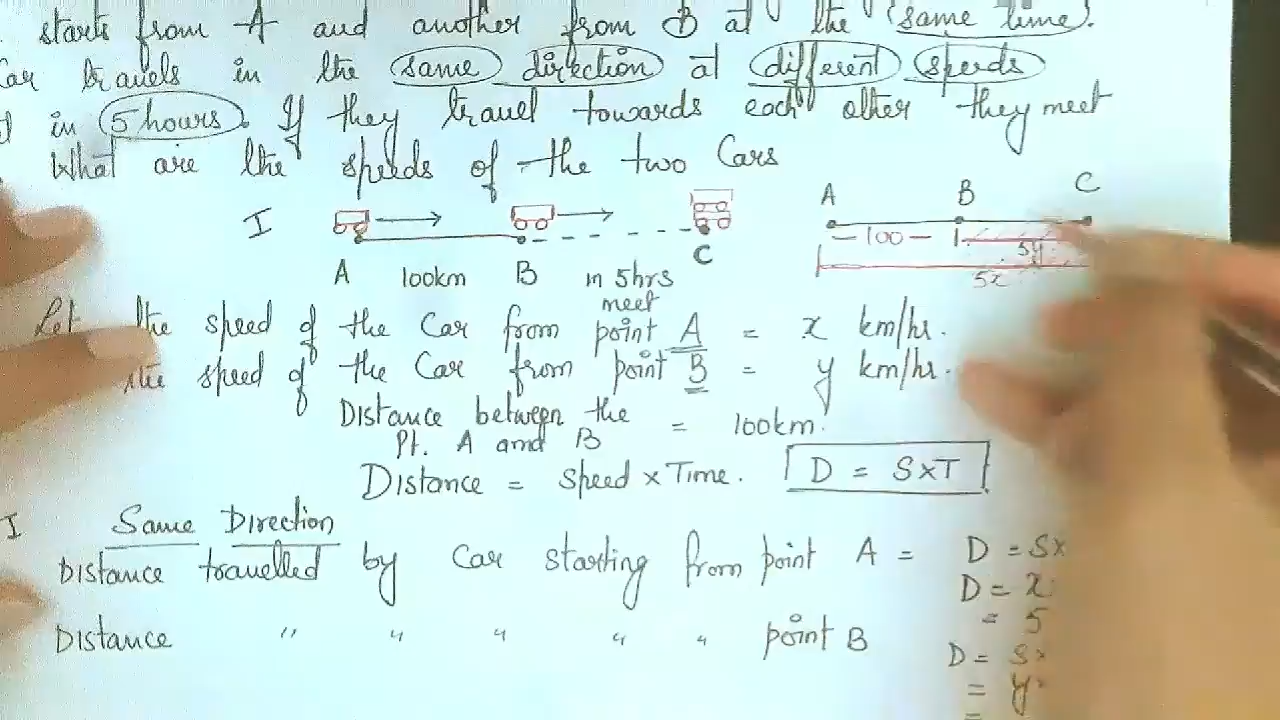 starts from A and another from B at the (same time).
Car travels in the (same direction) at (different) (speeds)
in (5 hours). If they travel towards each other they meet
What are the speeds of the two Cars
A B C
I
100 5y
C
5x
A 100km B in 5hrs
meet
Let the speed of the Car from point A = x km/hr.
the speed of the Car from point B = y km/hr.
Distance between the = 100km.
Pt. A and B
Distance = Speed × Time. D = S×T
I Same Direction
Distance travelled by Car starting from point A = D = S×
D = x
= 5
Distance " " " " " point B D = S×
= y
=